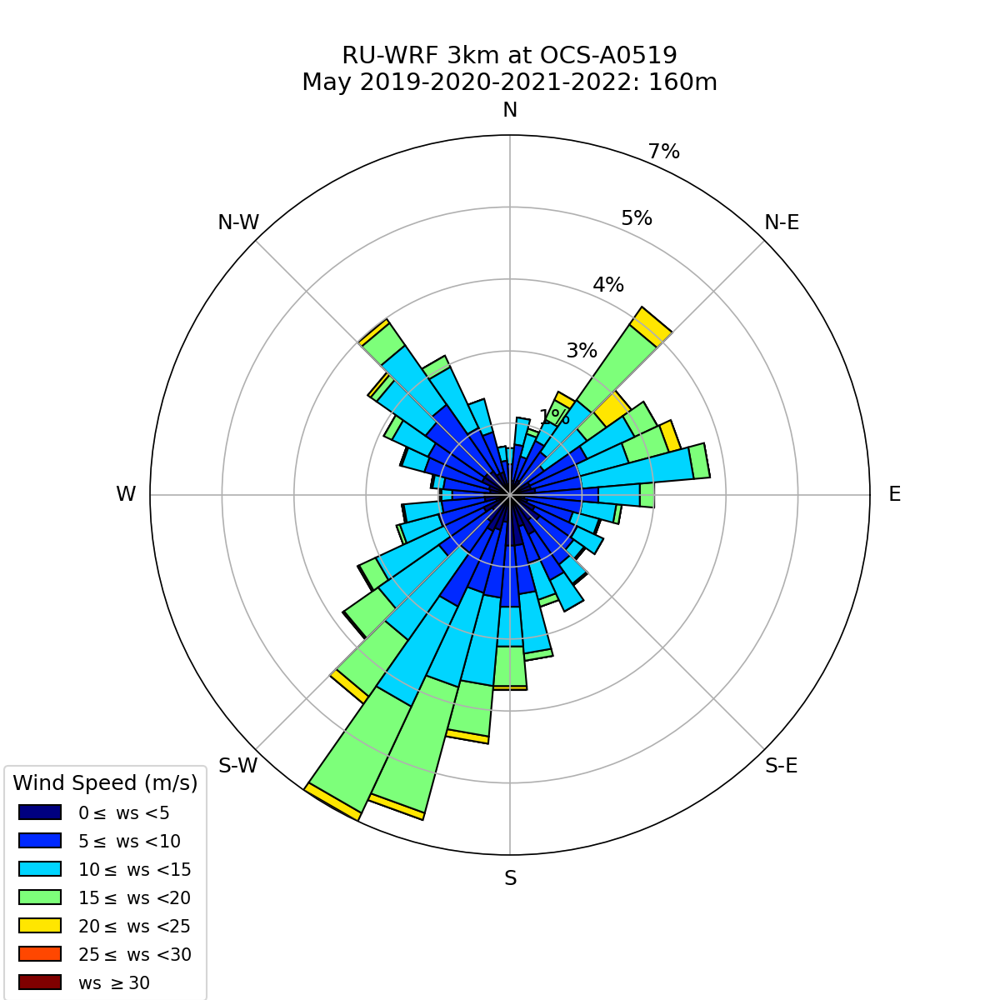 RU-WRF 3km at OCS-A0519
May 2019-2020-2021-2022: 160m
N
7%
N-W
5%
N-E
4%
3%
1%
W
E
S-W
S-E
S
Wind Speed (m/s)
0 ≤ ws <5
5 ≤ ws <10
10 ≤ ws <15
15 ≤ ws <20
20 ≤ ws <25
25 ≤ ws <30
ws ≥ 30